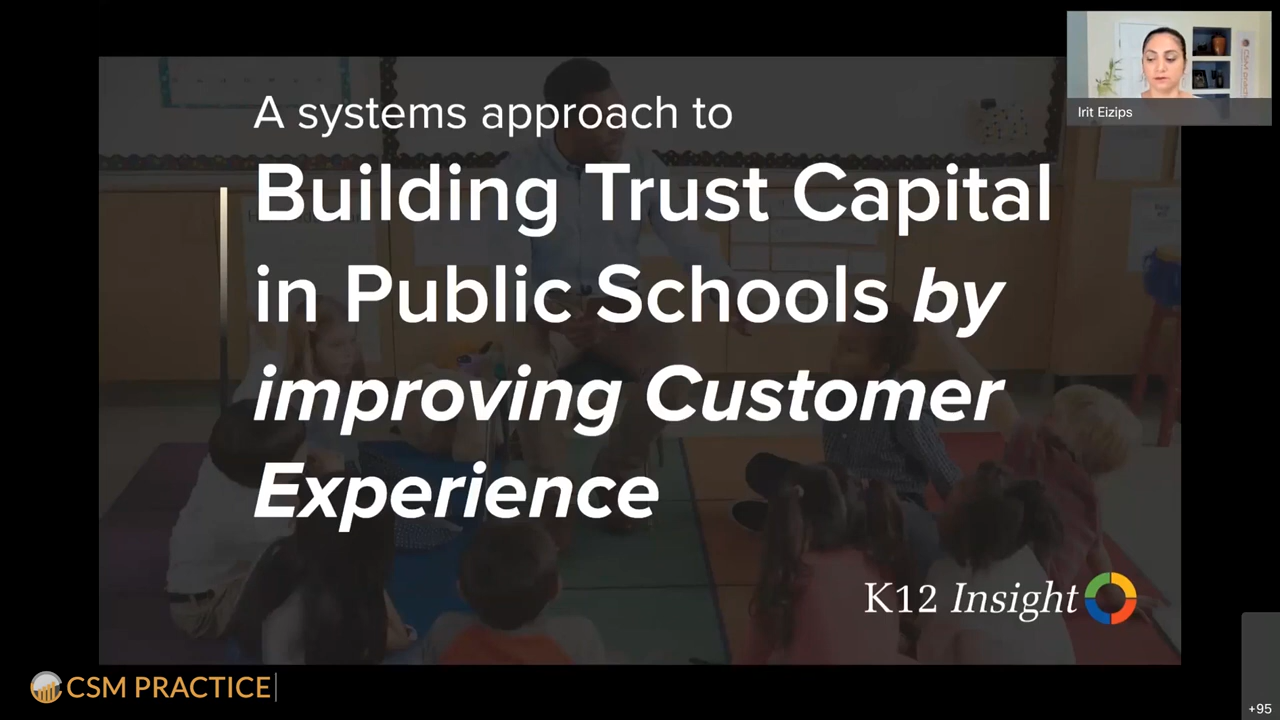 A systems approach to
Building Trust Capital
in Public Schools by
improving Customer
Experience
K12 Insight
Irit Eizips
CSM PRACTICE
+95